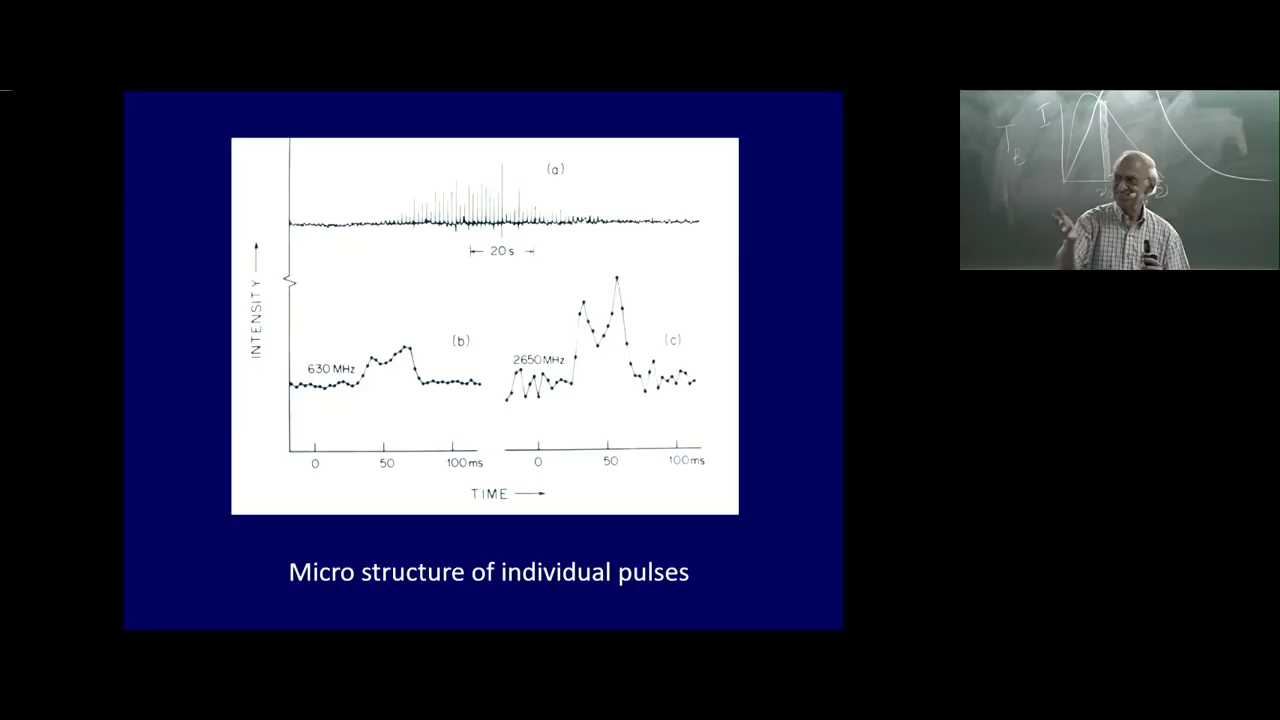 (a)
20 s
INTENSITY
(b)
(c)
630 MHz
2650 MHz
0 50 100 ms
0 50 100 ms
TIME
Micro structure of individual pulses
I
T
B